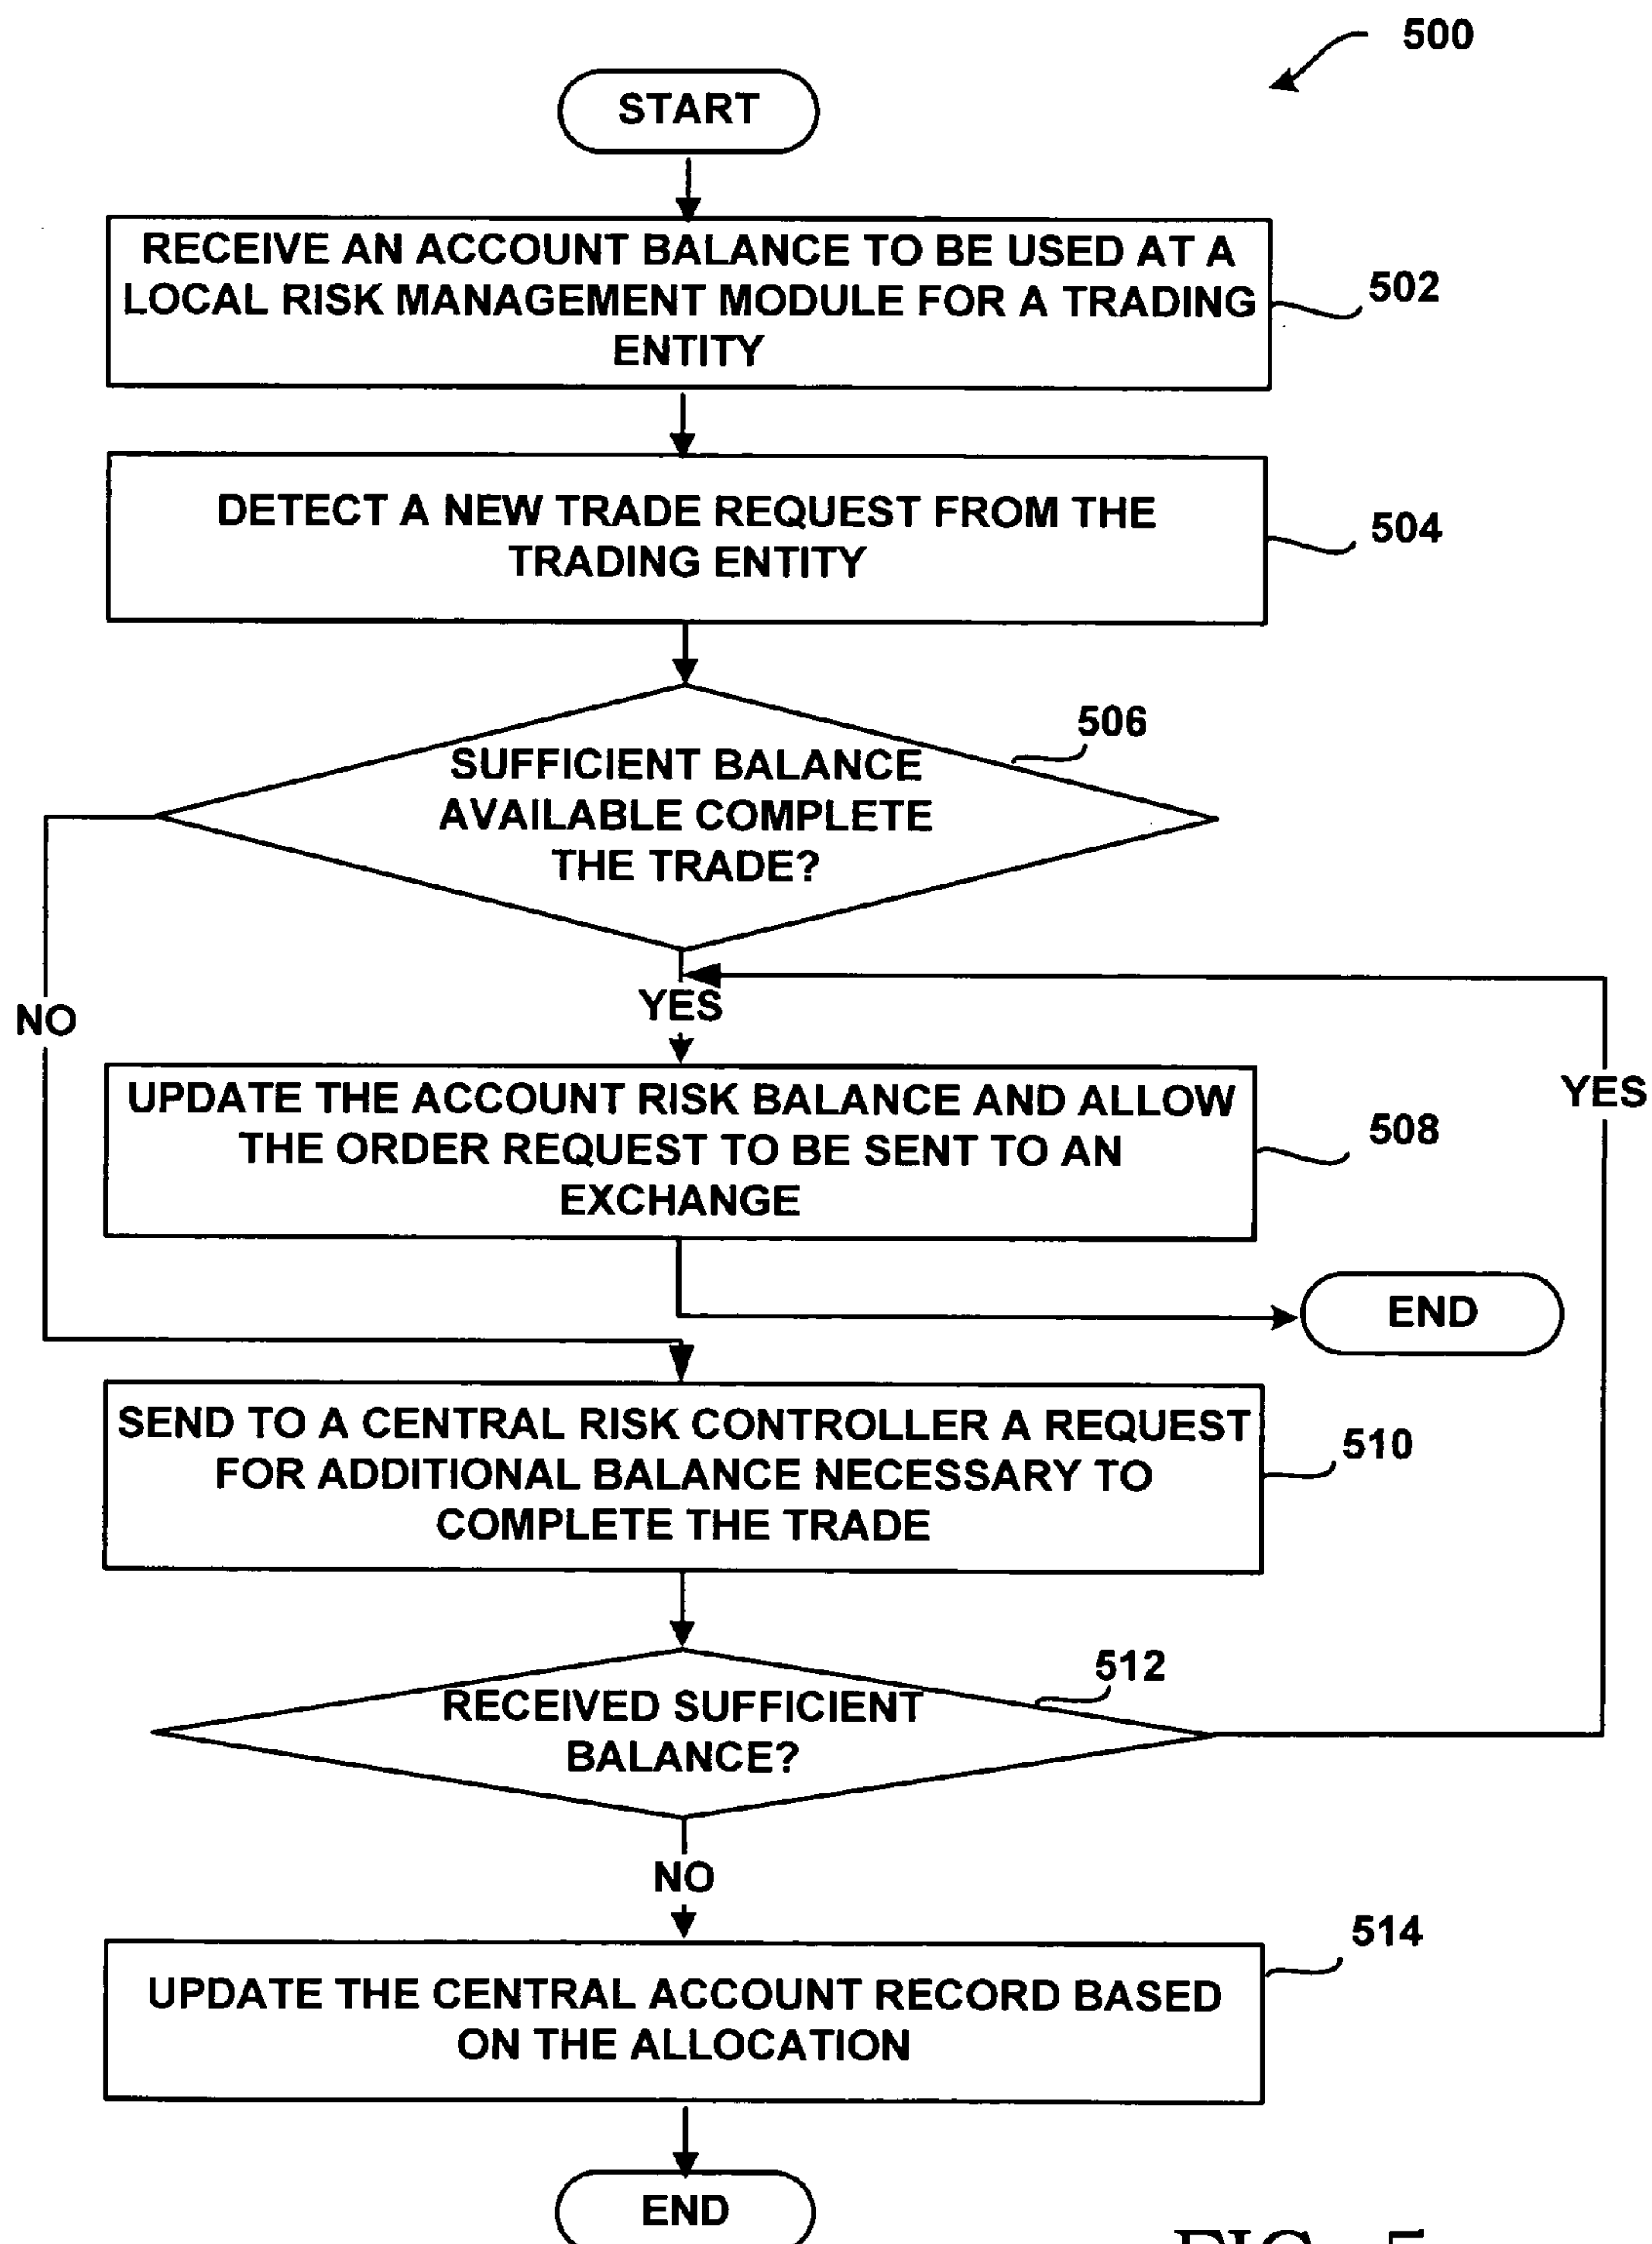 500
START
RECEIVE AN ACCOUNT BALANCE TO BE USED AT A
LOCAL RISK MANAGEMENT MODULE FOR A TRADING
ENTITY
502
DETECT A NEW TRADE REQUEST FROM THE
TRADING ENTITY
504
506
SUFFICIENT BALANCE
AVAILABLE COMPLETE
THE TRADE?
NO
YES
YES
UPDATE THE ACCOUNT RISK BALANCE AND ALLOW
THE ORDER REQUEST TO BE SENT TO AN
EXCHANGE
508
END
SEND TO A CENTRAL RISK CONTROLLER A REQUEST
FOR ADDITIONAL BALANCE NECESSARY TO
COMPLETE THE TRADE
510
512
RECEIVED SUFFICIENT
BALANCE?
NO
514
UPDATE THE CENTRAL ACCOUNT RECORD BASED
ON THE ALLOCATION
END